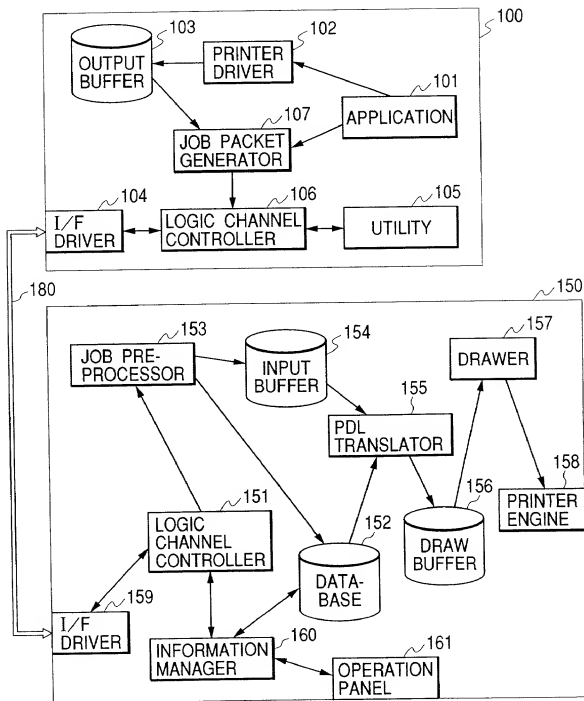 100
103
102
OUTPUT
BUFFER
PRINTER
DRIVER
101
APPLICATION
107
JOB PACKET
GENERATOR
104
I/F
DRIVER
106
LOGIC CHANNEL
CONTROLLER
105
UTILITY
180
150
153
JOB PRE-
PROCESSOR
154
INPUT
BUFFER
157
DRAWER
155
PDL
TRANSLATOR
158
PRINTER
ENGINE
151
LOGIC
CHANNEL
CONTROLLER
152
DATA-
BASE
156
DRAW
BUFFER
159
I/F
DRIVER
160
INFORMATION
MANAGER
161
OPERATION
PANEL